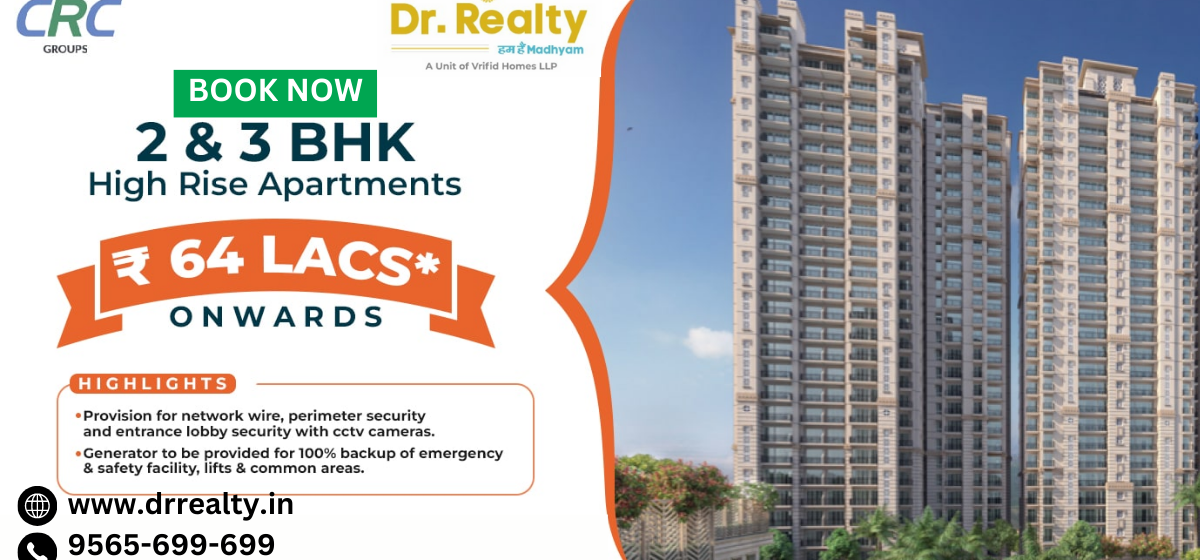 CRC
GROUPS
Dr. Realty
हम हैं Madhyam
A Unit of Vrifid Homes LLP
BOOK NOW
2 & 3 BHK
High Rise Apartments
₹ 64 LACS*
ONWARDS
HIGHLIGHTS
•Provision for network wire, perimeter security
and entrance lobby security with cctv cameras.
•Generator to be provided for 100% backup of emergency
& safety facility, lifts & common areas.
www.drrealty.in
9565-699-699